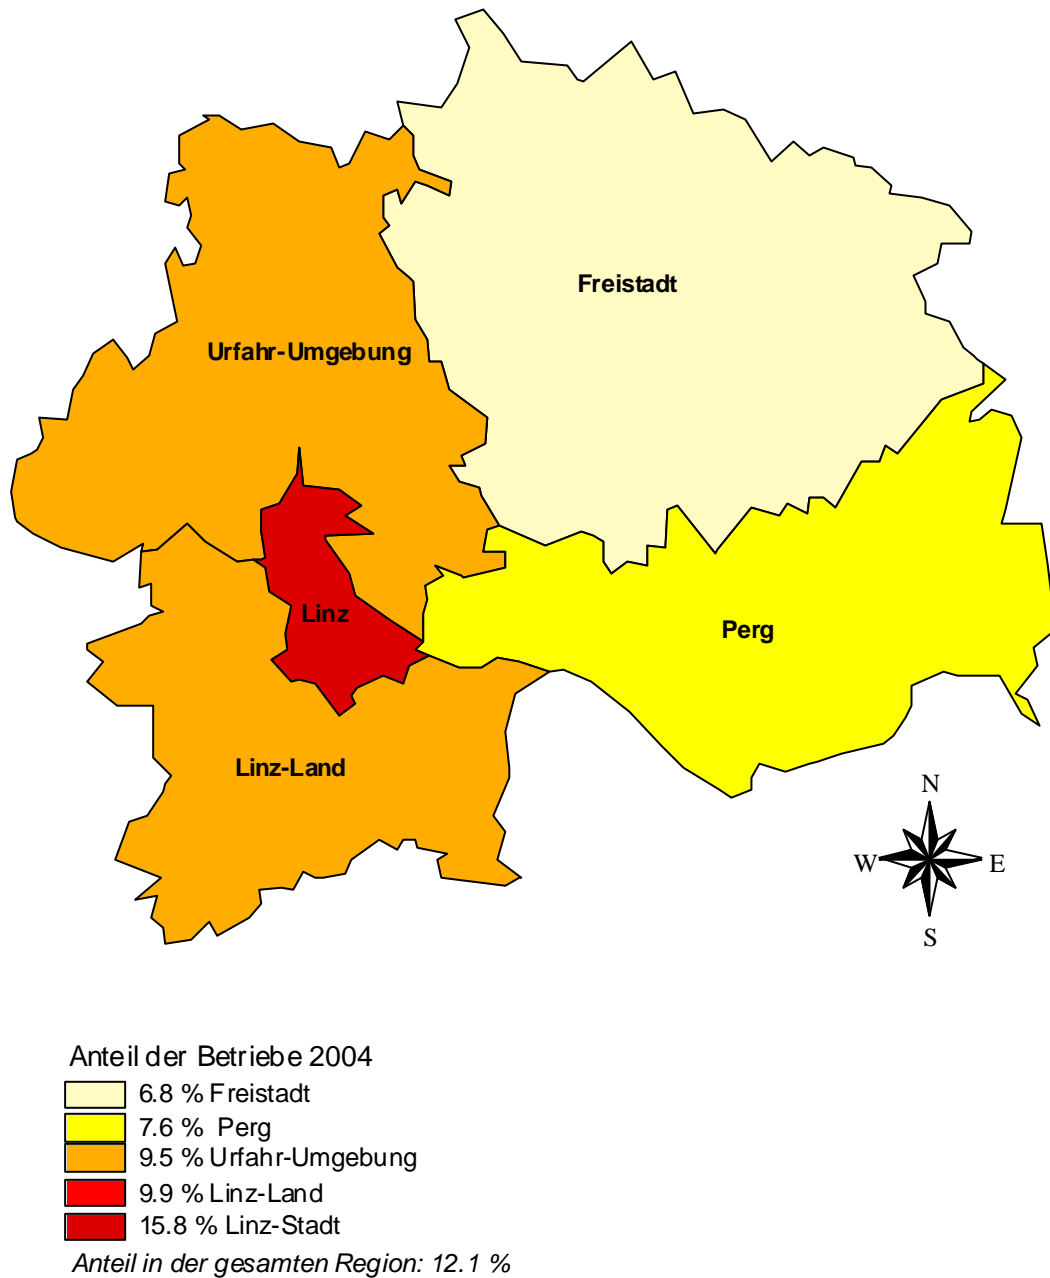 Freistadt
Urfahr-Umgebung
Linz
Perg
Linz-Land
N
W E
S
Anteil der Betriebe 2004
6.8 % Freistadt
7.6 % Perg
9.5 % Urfahr-Umgebung
9.9 % Linz-Land
15.8 % Linz-Stadt
Anteil in der gesamten Region: 12.1 %